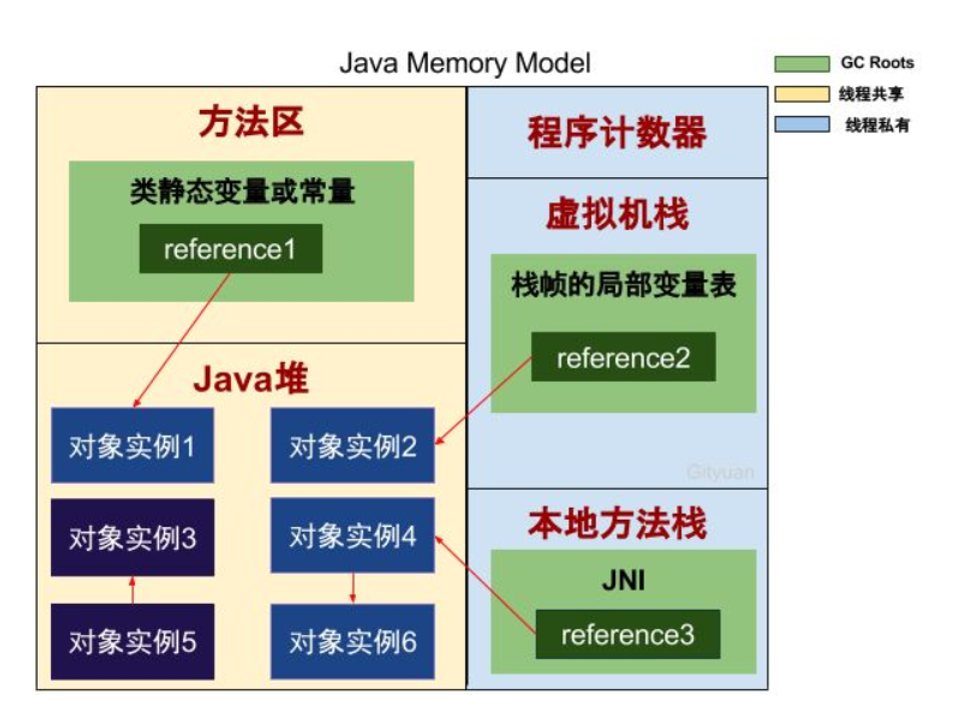 Java Memory Model
GC Roots
线程共享
线程私有
方法区
类静态变量或常量
reference1
Java堆
对象实例1
对象实例2
对象实例3
对象实例4
对象实例5
对象实例6
程序计数器
虚拟机栈
栈帧的局部变量表
reference2
Gityuan
本地方法栈
JNI
reference3